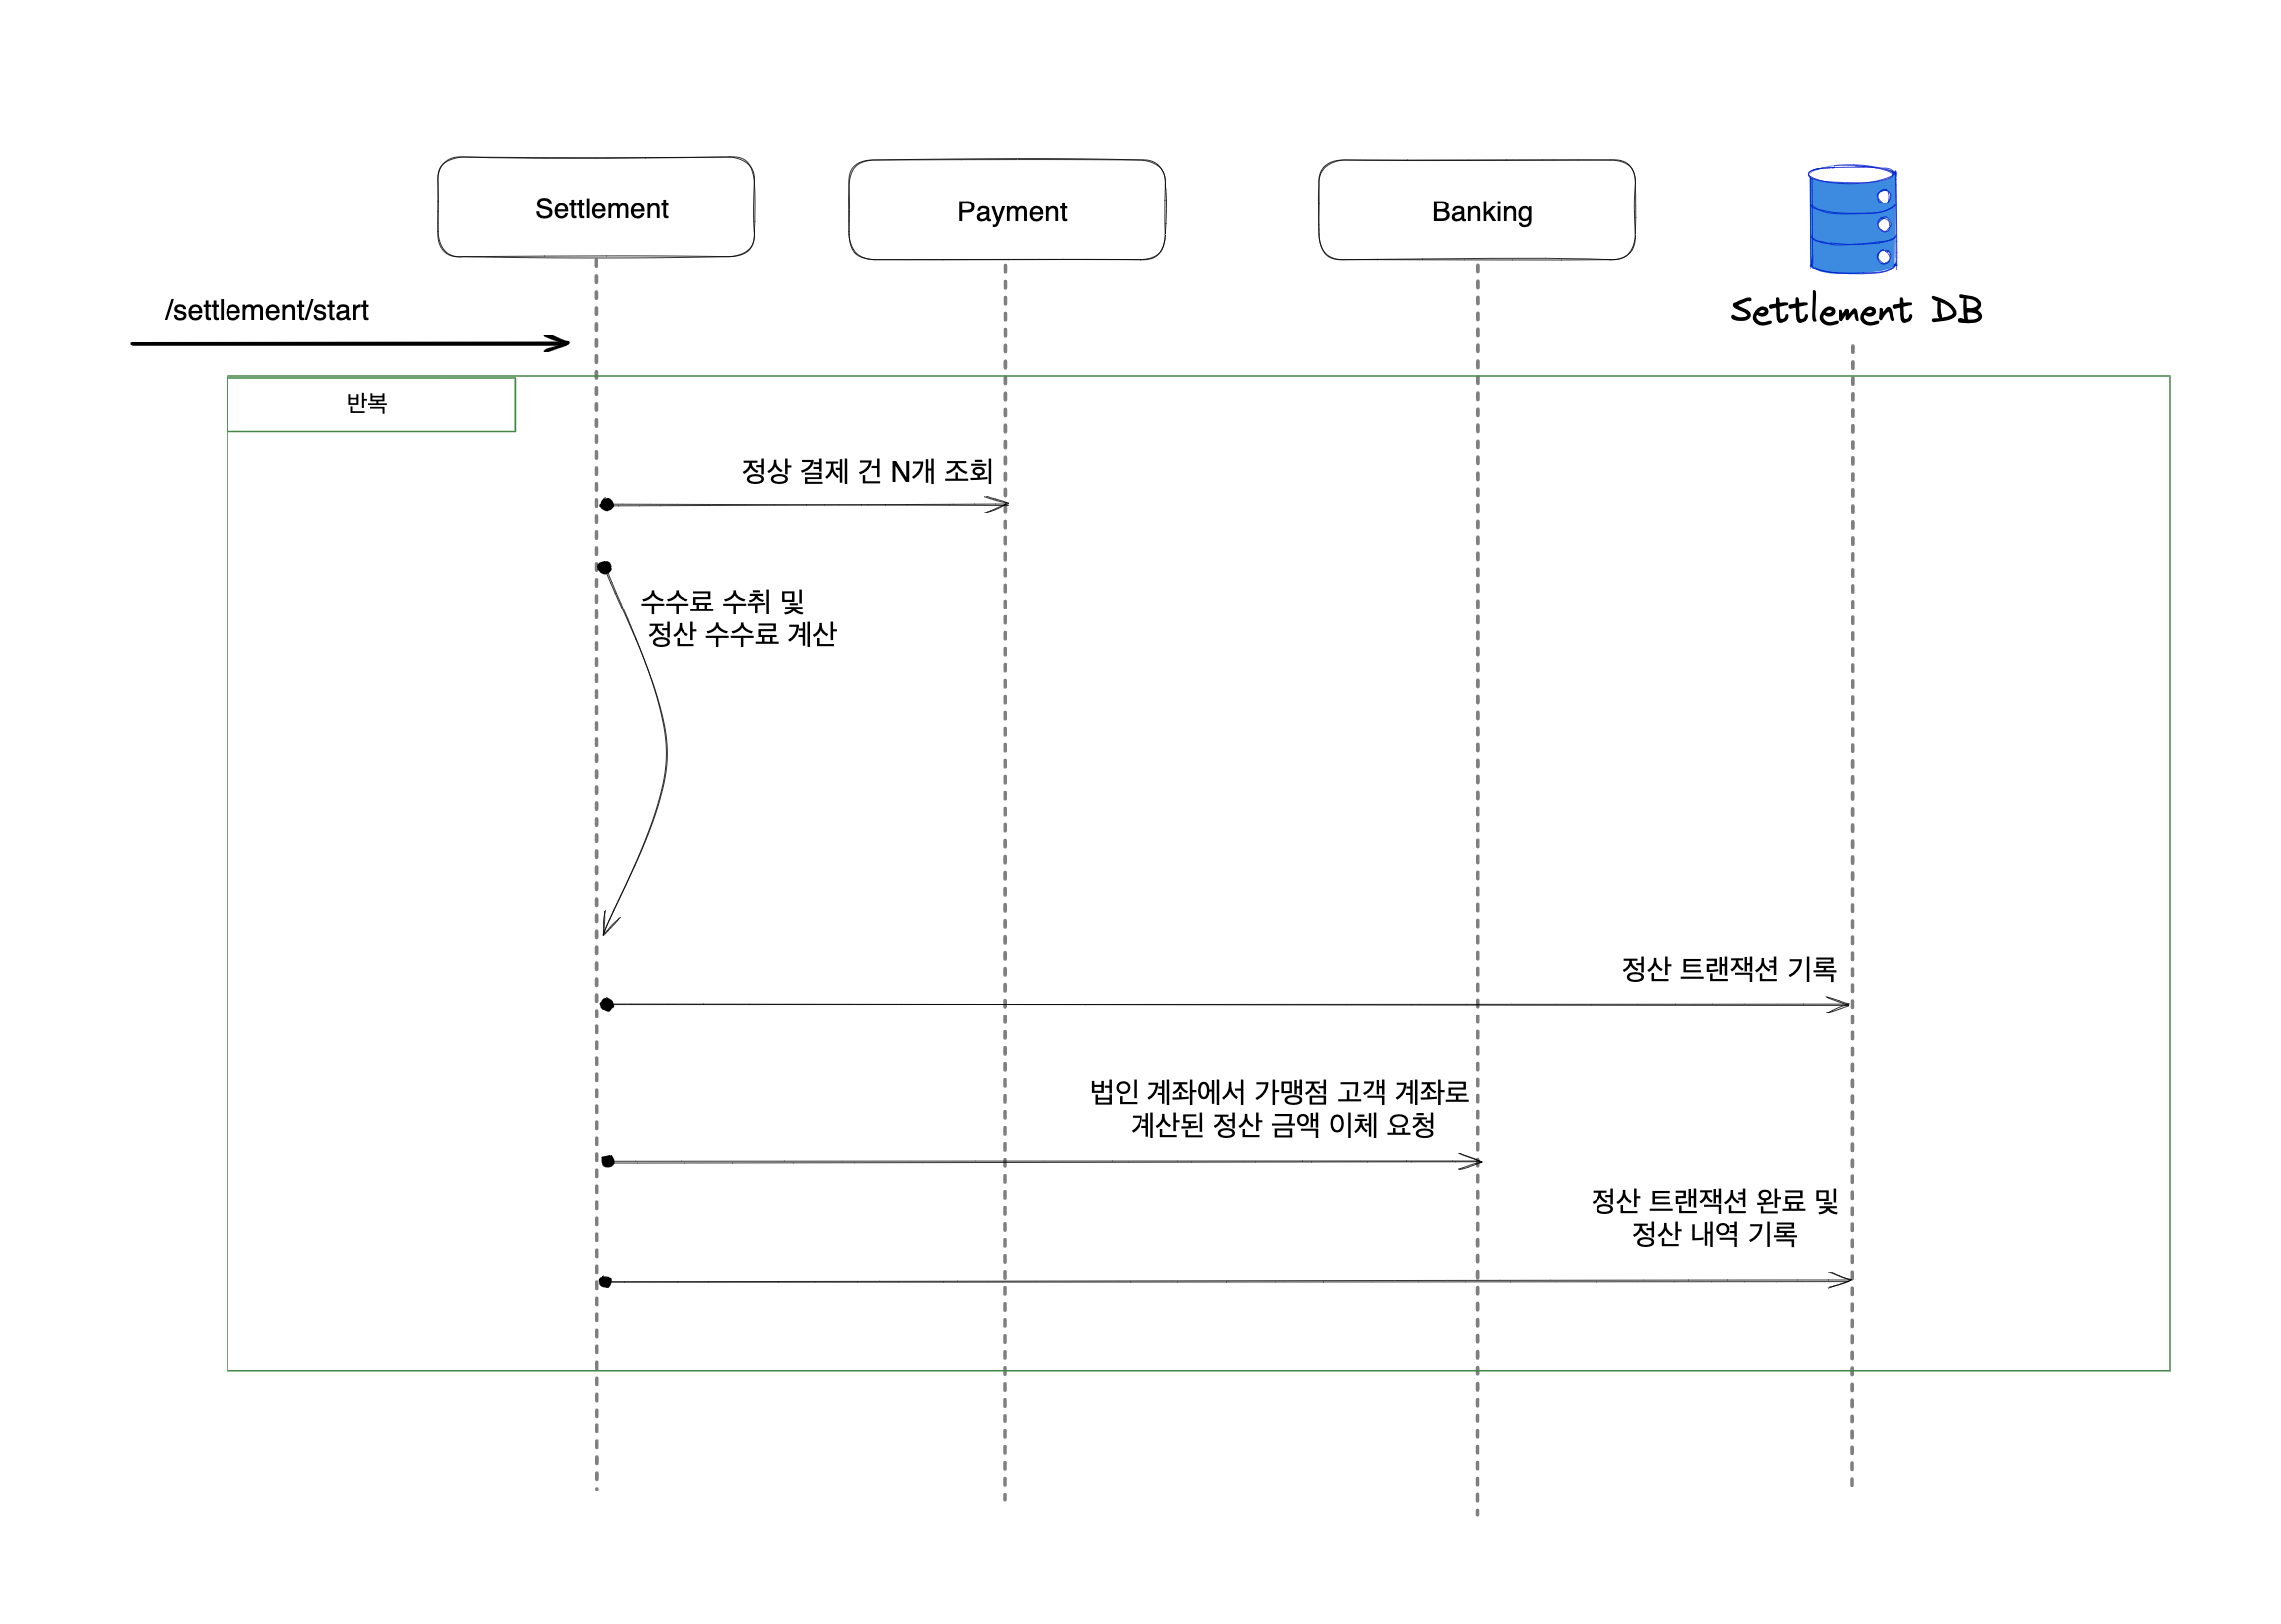 Settlement
Payment
Banking
Settlement DB
/settlement/start
반복
정상 결제 건 N개 조회
수수료 수취 및
정산 수수료 계산
정산 트랜잭션 기록
법인 계좌에서 가맹점 고객 계좌로
계산된 정산 금액 이체 요청
정산 트랜잭션 완료 및
정산 내역 기록